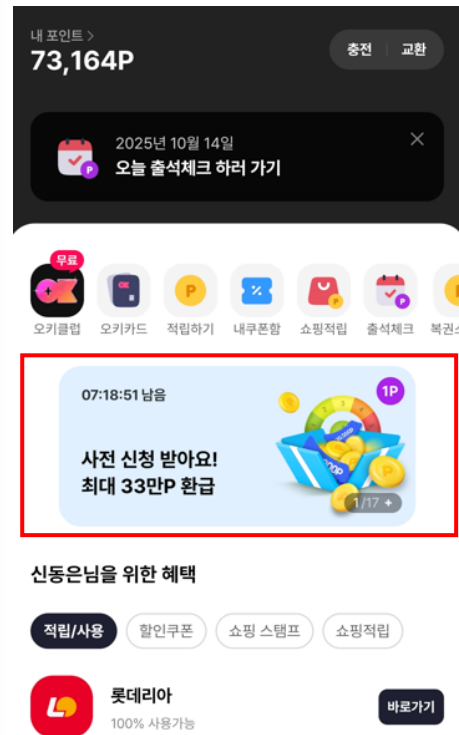 내 포인트 >
73,164P
충전 | 교환
2025년 10월 14일
오늘 출석체크 하러 가기
무료
오키클럽 오키카드 적립하기 내쿠폰함 쇼핑적립 출석체크 복권
07:18:51 남음
1P
사전 신청 받아요!
최대 33만P 환급
1/17 +
신동은님을 위한 혜택
적립/사용 할인쿠폰 쇼핑 스탬프 쇼핑적립
롯데리아
100% 사용가능
바로가기